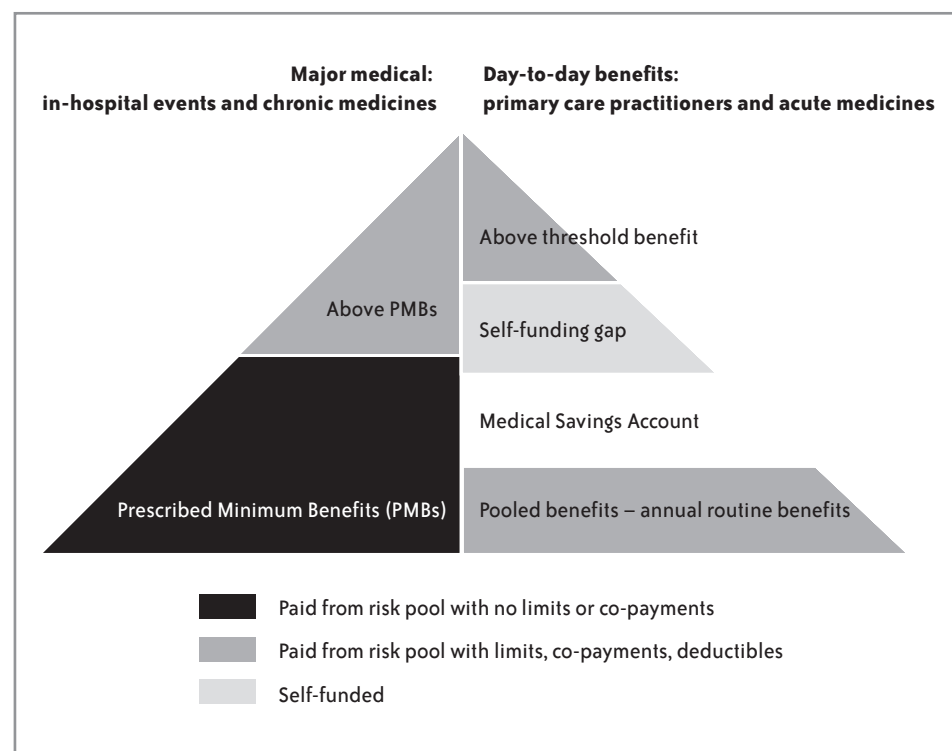 Major medical:
in-hospital events and chronic medicines
Day-to-day benefits:
primary care practitioners and acute medicines
Above threshold benefit
Above PMBs
Self-funding gap
Medical Savings Account
Prescribed Minimum Benefits (PMBs)
Pooled benefits – annual routine benefits
Paid from risk pool with no limits or co-payments
Paid from risk pool with limits, co-payments, deductibles
Self-funded